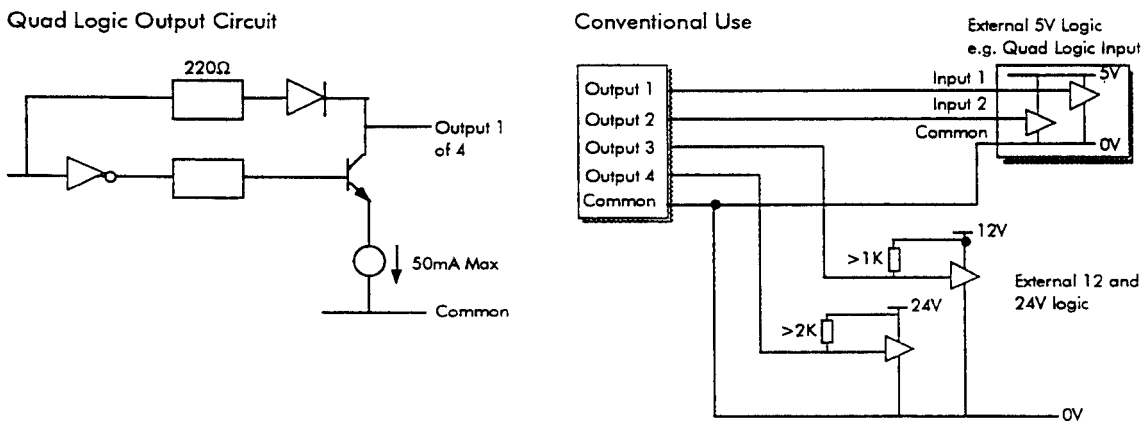 Quad Logic Output Circuit
220Ω
Output 1
of 4
50mA Max
Common
Conventional Use
External 5V Logic
e.g. Quad Logic Input
Output 1
Output 2
Output 3
Output 4
Common
Input 1
Input 2
Common
5V
0V
12V
>1K
External 12 and
24V logic
24V
>2K
0V